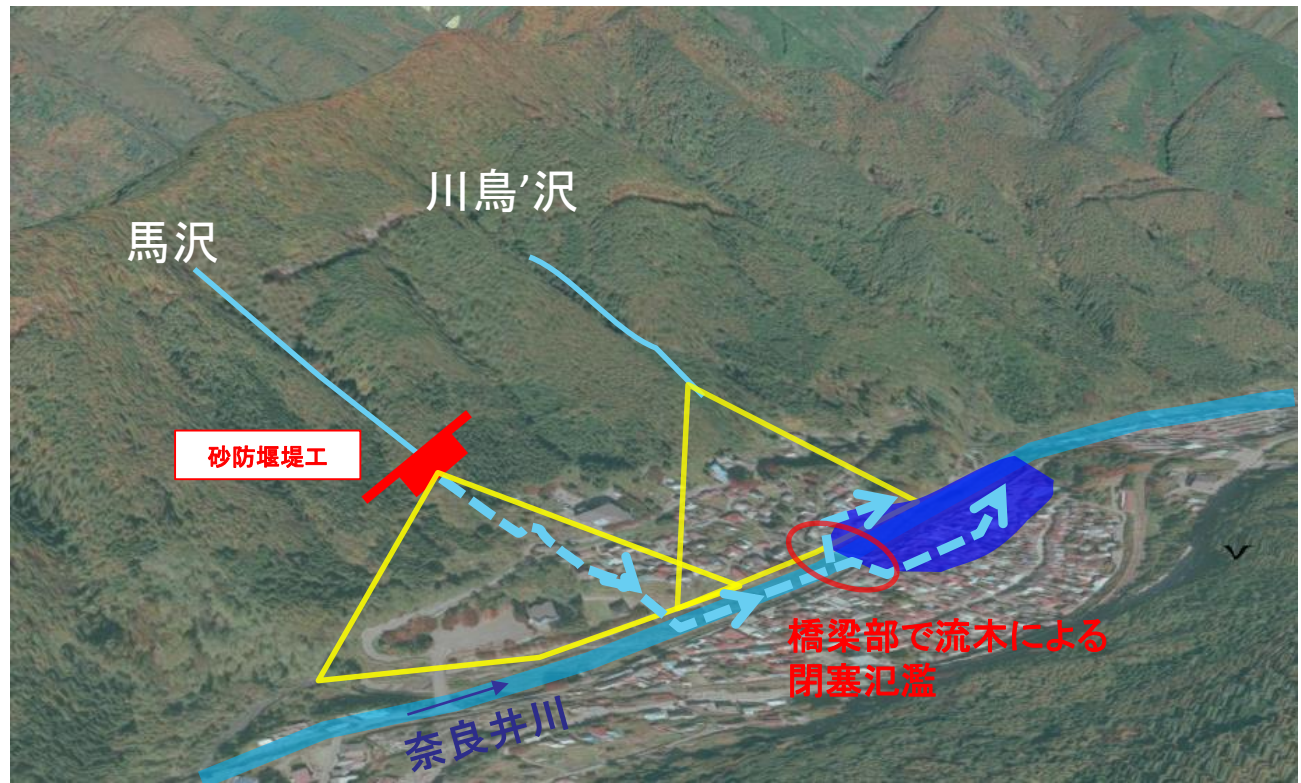 川鳥’沢
馬沢
砂防堰堤工
橋梁部で流木による
閉塞氾濫
奈良井川